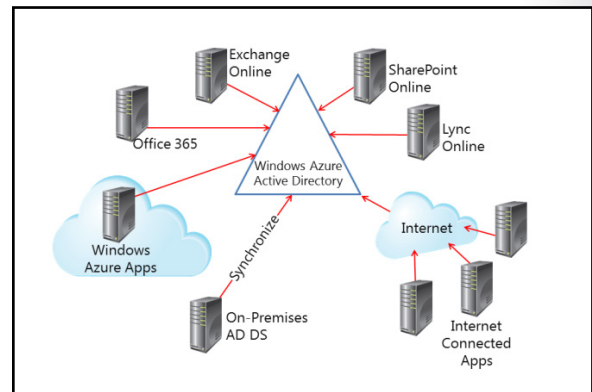 Exchange
Online
SharePoint
Online
Office 365
Lync
Online
Windows Azure
Active Directory
Windows
Azure Apps
Synchronize
Internet
On-Premises
AD DS
Internet
Connected
Apps